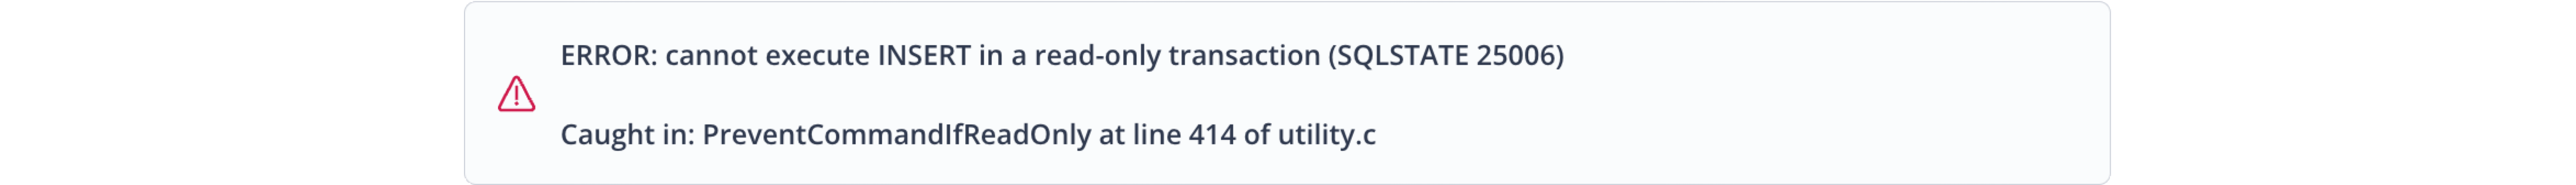 ERROR: cannot execute INSERT in a read-only transaction (SQLSTATE 25006)
Caught in: PreventCommandIfReadOnly at line 414 of utility.c